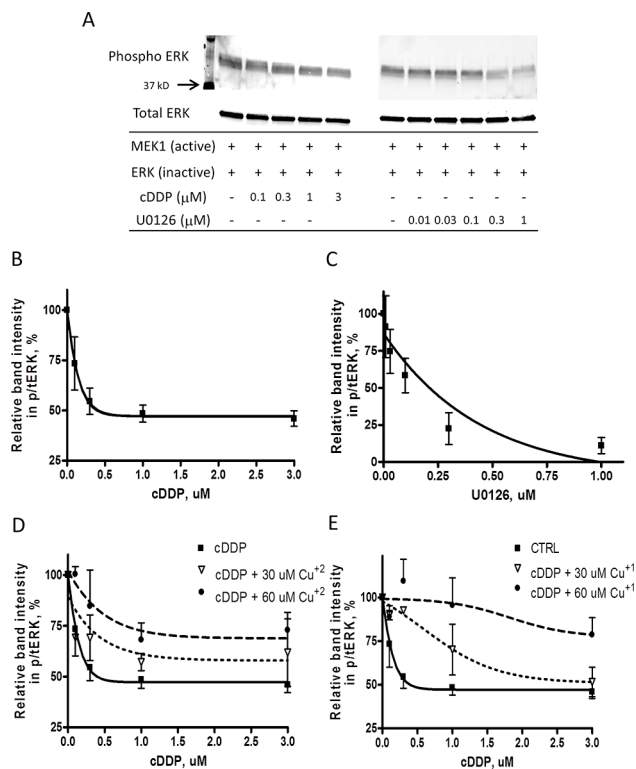 A
Phospho ERK
37 kD
Total ERK
MEK1 (active) + + + + + + + + + + +
ERK (inactive) + + + + + + + + + + +
cDDP (μM) - 0.1 0.3 1 3 - - - - - -
U0126 (μM) - - - - - - 0.01 0.03 0.1 0.3 1
B
Relative band intensity
in p/tERK, %
100
75
50
25
0.0 0.5 1.0 1.5 2.0 2.5 3.0
cDDP, uM
C
Relative band intensity
in p/tERK, %
100
75
50
25
0
0.00 0.25 0.50 0.75 1.00
U0126, uM
D
Relative band intensity
in p/tERK, %
100
75
50
25
0.0 0.5 1.0 1.5 2.0 2.5 3.0
cDDP, uM
cDDP
cDDP + 30 uM Cu+2
cDDP + 60 uM Cu+2
E
Relative band intensity
in p/tERK, %
100
75
50
25
0.0 0.5 1.0 1.5 2.0 2.5 3.0
cDDP, uM
CTRL
cDDP + 30 uM Cu+1
cDDP + 60 uM Cu+1